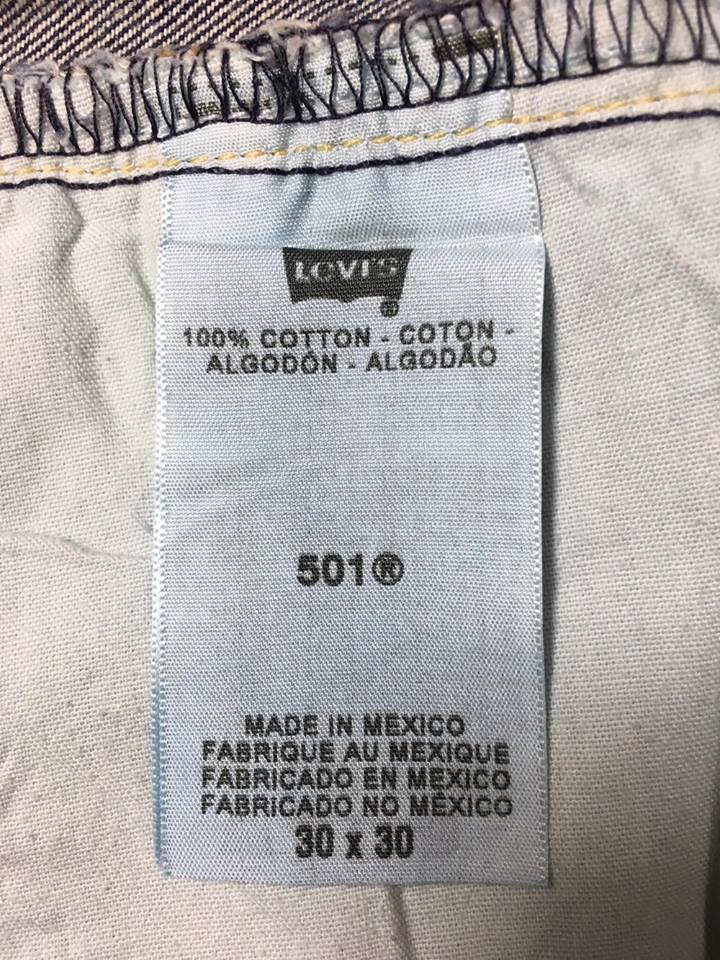 LEVI'S
®
100% COTTON - COTON -
ALGODÓN - ALGODÃO
501®
MADE IN MEXICO
FABRIQUE AU MEXIQUE
FABRICADO EN MEXICO
FABRICADO NO MÉXICO
30 x 30